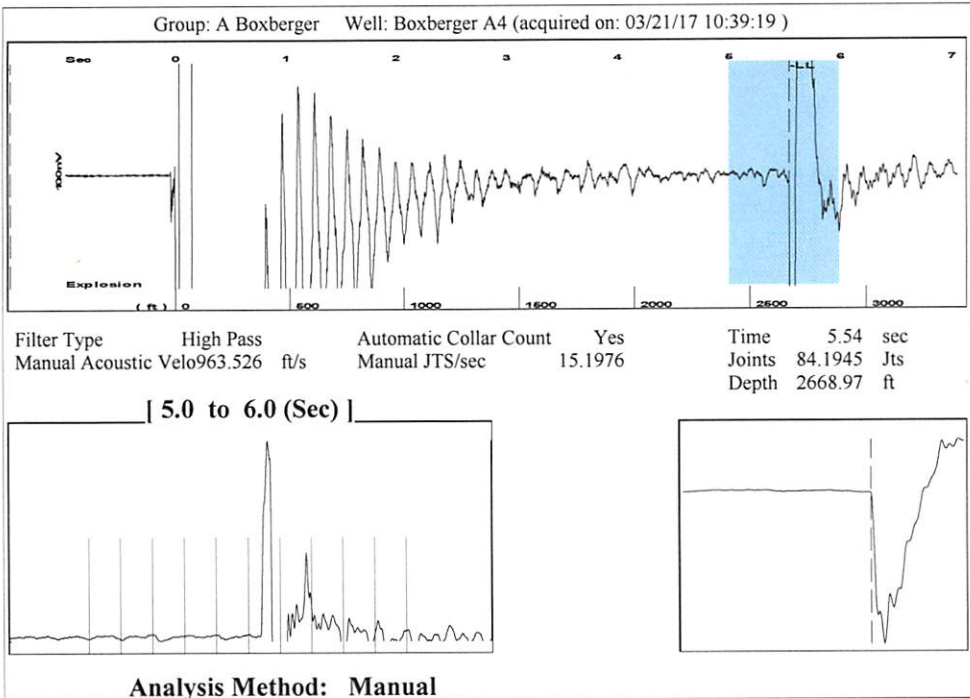 Group: A Boxberger Well: Boxberger A4 (acquired on: 03/21/17 10:39:19 )
Sec 0 1 2 3 4 5 6 7
LL
100mV
Explosion
( ft ) 0 500 1000 1500 2000 2500 3000
Filter Type High Pass Automatic Collar Count Yes Time 5.54 sec
Manual Acoustic Velo963.526 ft/s Manual JTS/sec 15.1976 Joints 84.1945 Jts
Depth 2668.97 ft
[ 5.0 to 6.0 (Sec) ]
Analysis Method: Manual